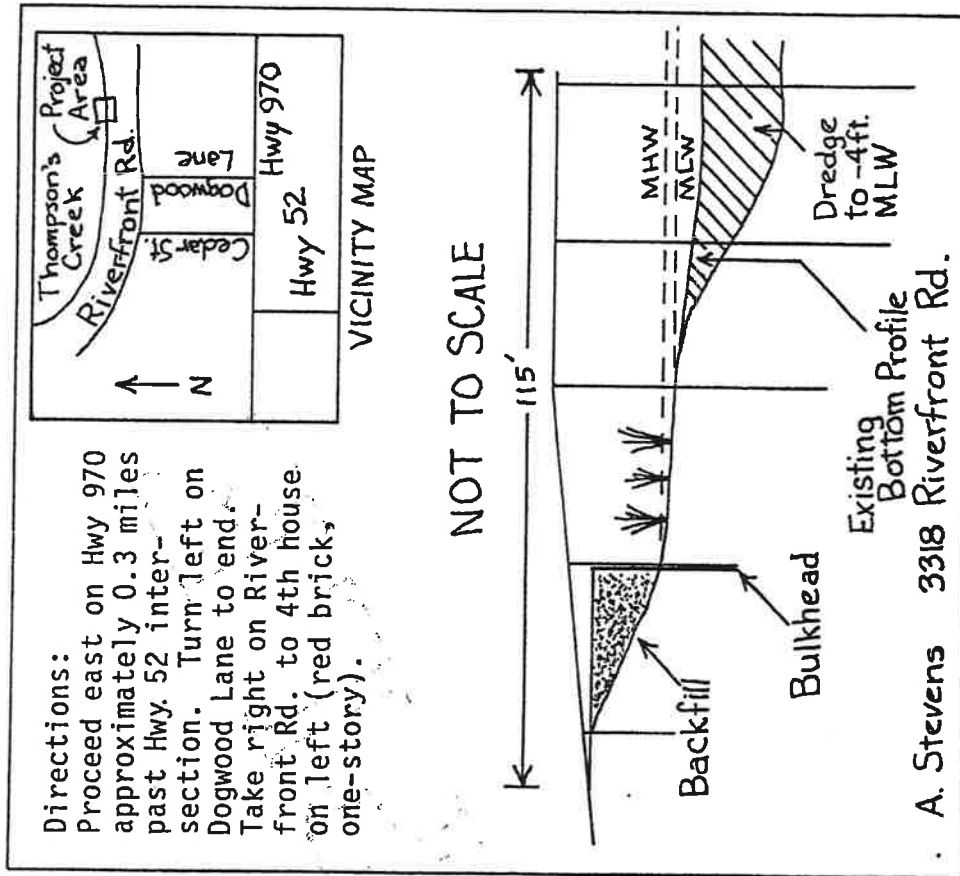 Directions:
Proceed east on Hwy 970
approximately 0.3 miles
past Hwy. 52 inter-
section. Turn left on
Dogwood Lane to end.
Take right on River-
front Rd. to 4th house
on left (red brick,
one-story).
Thompson's
Creek
Project
Area
Riverfront Rd.
N
Cedar St.
Dogwood
Lane
Hwy 52
Hwy 970
VICINITY MAP
NOT TO SCALE
115'
MHW
MLW
Backfill
Bulkhead
Existing
Bottom Profile
Dredge
to -4ft.
MLW
A. Stevens 3318 Riverfront Rd.